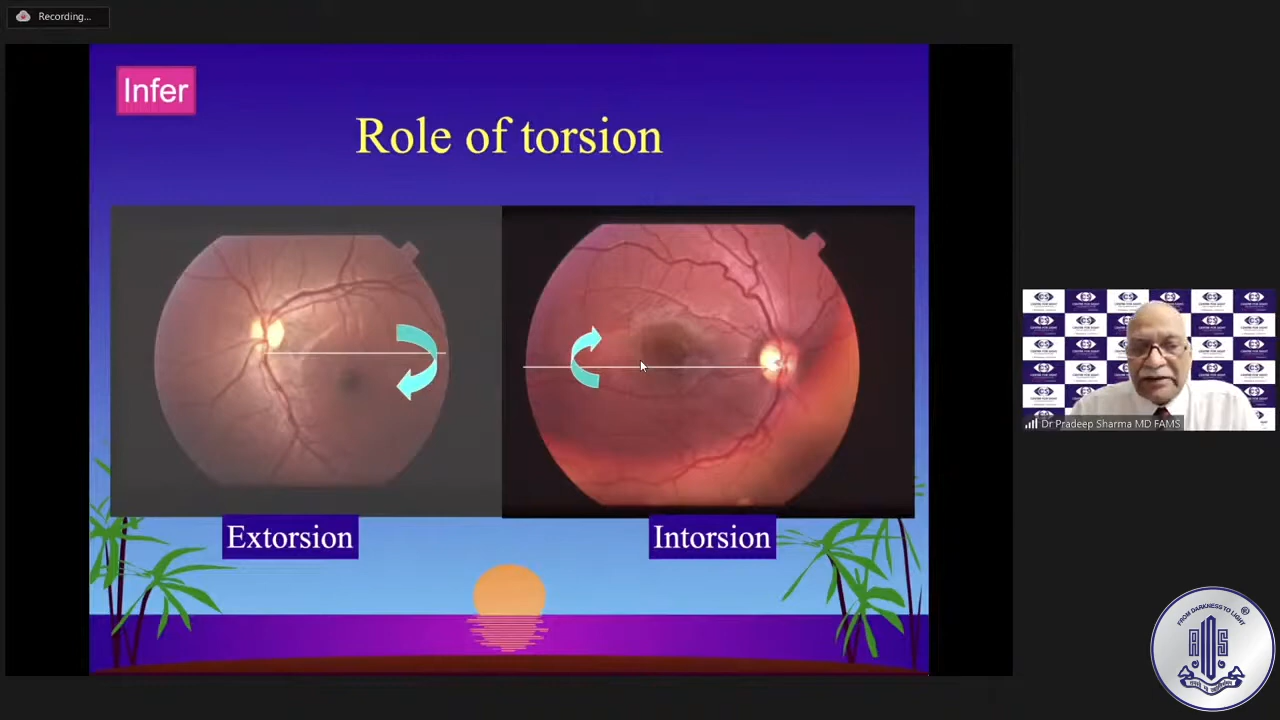 Recording...
Infer
Role of torsion
Extorsion
Intorsion
Dr Pradeep Sharma MD FAMS
FROM DARKNESS TO LIGHT